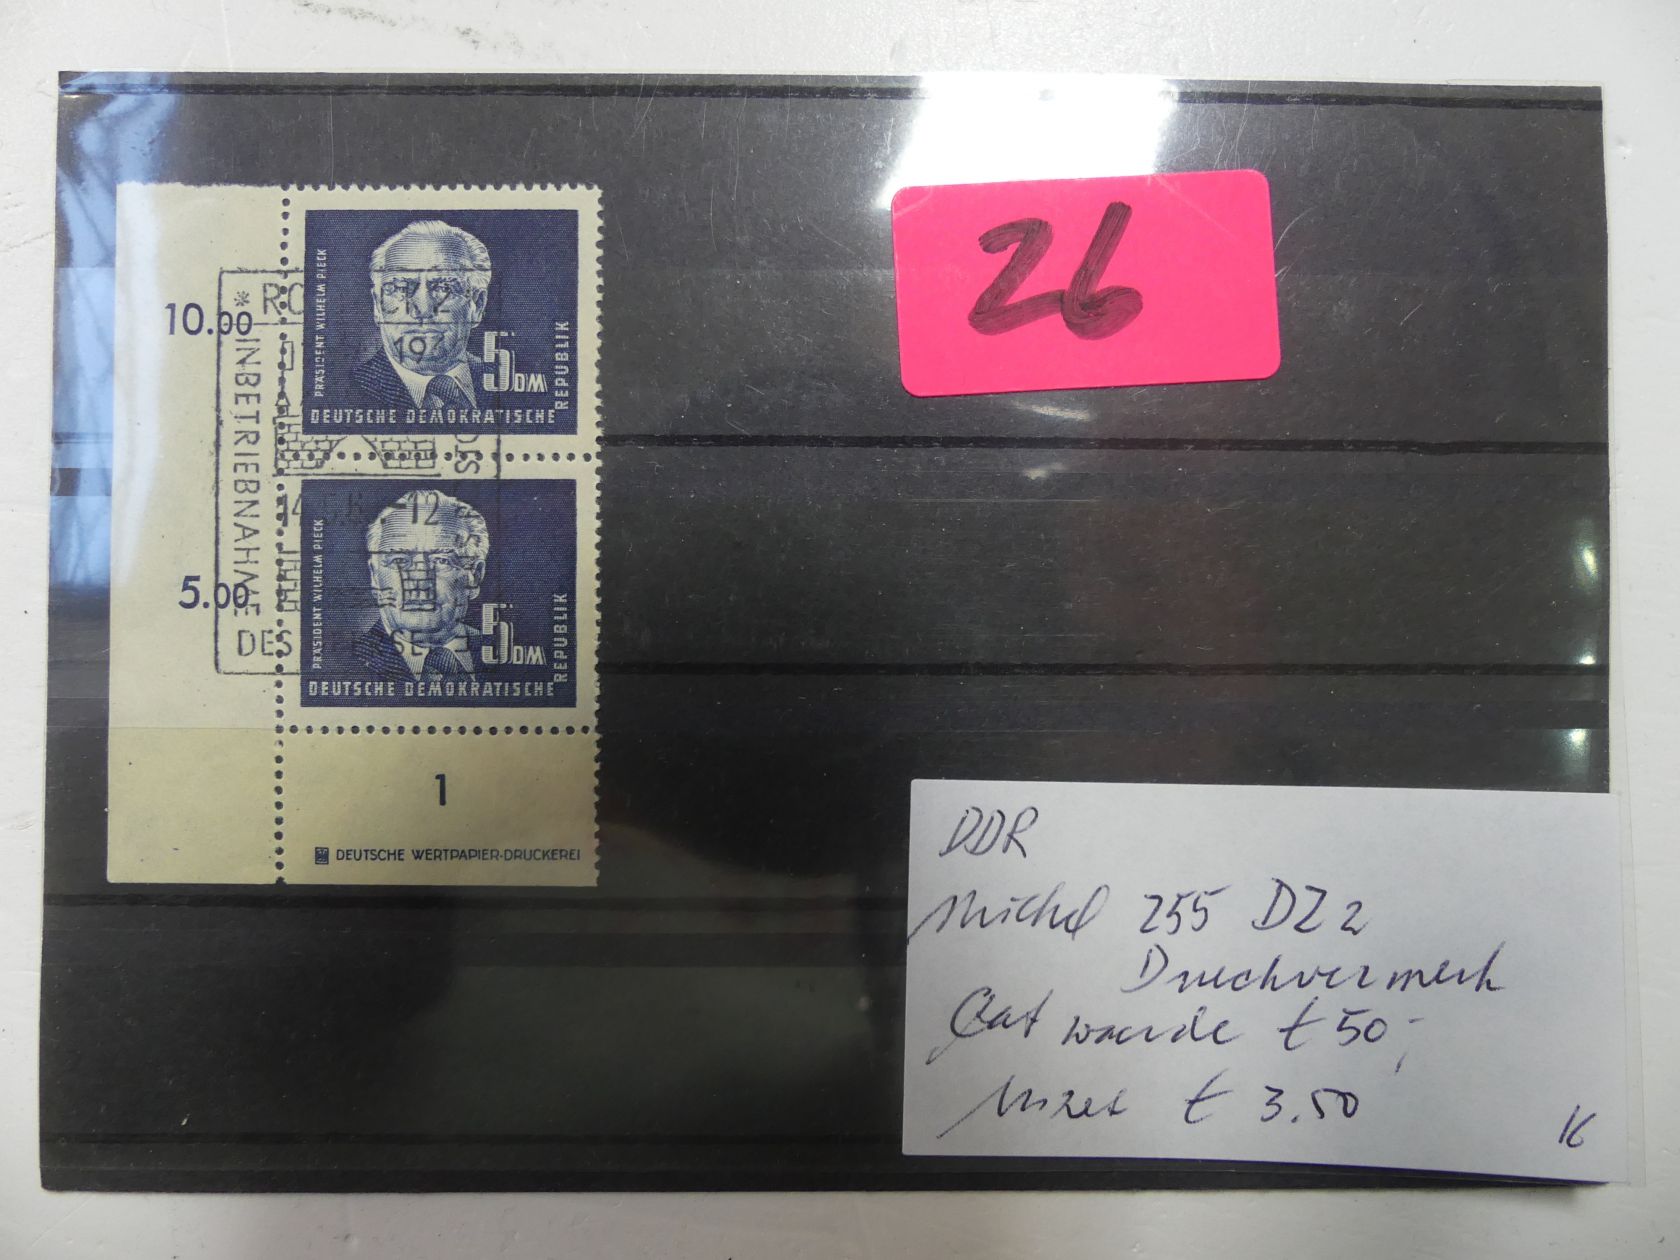 26
10.00
PRÄSIDENT WILHELM PIECK
5 DM
DEUTSCHE DEMOKRATISCHE
REPUBLIK
* INBETRIEBNAHME
DES
5.00
PRÄSIDENT WILHELM PIECK
5 DM
DEUTSCHE DEMOKRATISCHE
REPUBLIK
1
DEUTSCHE WERTPAPIER-DRUCKEREI
DDR
Michel 255 DZ 2
Druckvermerk
Cat waarde € 50,-
Inzet € 3.50